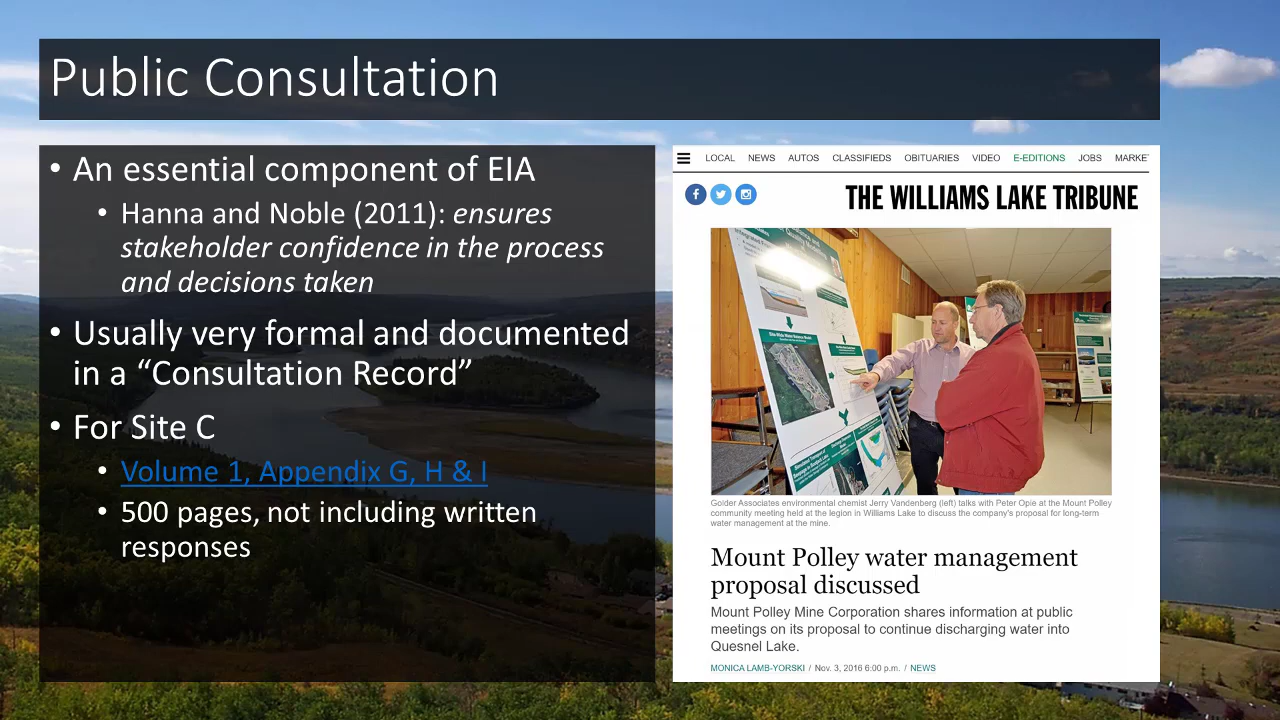 Public Consultation
• An essential component of EIA
• Hanna and Noble (2011): ensures
stakeholder confidence in the process
and decisions taken
• Usually very formal and documented
in a “Consultation Record”
• For Site C
• Volume 1, Appendix G, H & I
• 500 pages, not including written
responses
LOCAL NEWS AUTOS CLASSIFIEDS OBITUARIES VIDEO E-EDITIONS JOBS MARKET
THE WILLIAMS LAKE TRIBUNE
Golder Associates environmental chemist Jerry Vandenberg (left) talks with Peter Opie at the Mount Polley
community meeting held at the legion in Williams Lake to discuss the company's proposal for long-term
water management at the mine.
Mount Polley water management
proposal discussed
Mount Polley Mine Corporation shares information at public
meetings on its proposal to continue discharging water into
Quesnel Lake.
MONICA LAMB-YORSKI / Nov. 3, 2016 6:00 p.m. / NEWS